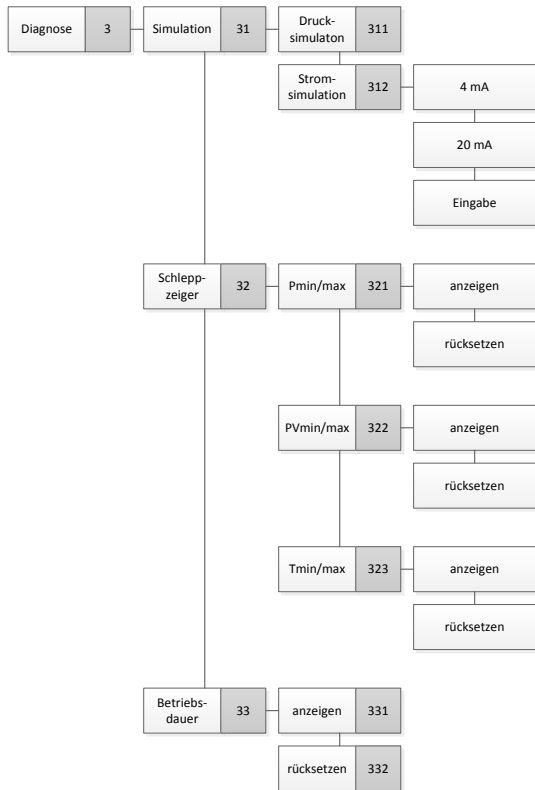 Diagnose 3 Simulation 31 Druck-
simulaton 311
Strom-
simulation 312 4 mA
20 mA
Eingabe
Schlepp-
zeiger 32 Pmin/max 321 anzeigen
rücksetzen
PVmin/max 322 anzeigen
rücksetzen
Tmin/max 323 anzeigen
rücksetzen
Betriebs-
dauer 33 anzeigen 331
rücksetzen 332